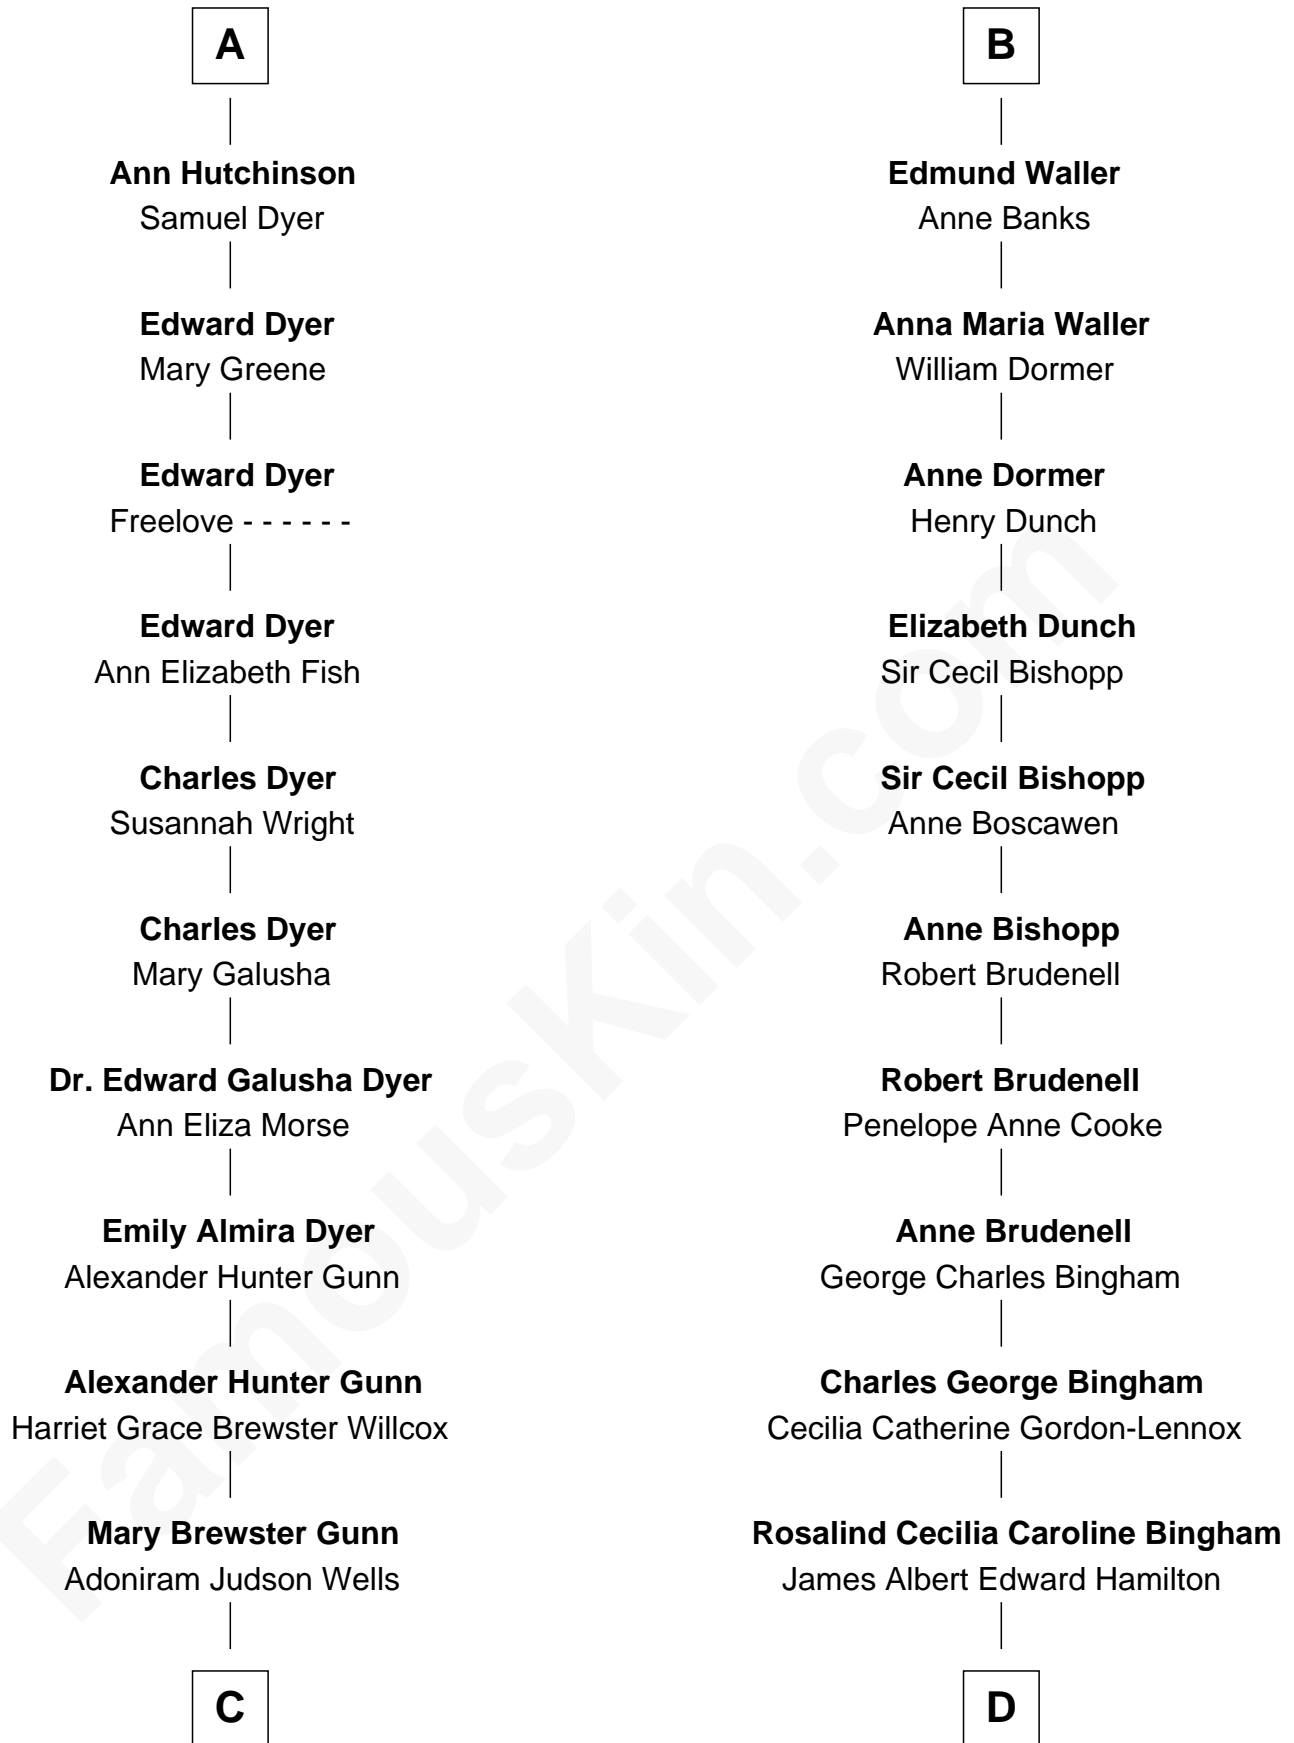 A
Ann Hutchinson
Samuel Dyer
Edward Dyer
Mary Greene
Edward Dyer
Freelove - - - - - -
Edward Dyer
Ann Elizabeth Fish
Charles Dyer
Susannah Wright
Charles Dyer
Mary Galusha
Dr. Edward Galusha Dyer
Ann Eliza Morse
Emily Almira Dyer
Alexander Hunter Gunn
Alexander Hunter Gunn
Harriet Grace Brewster Willcox
Mary Brewster Gunn
Adoniram Judson Wells
C
B
Edmund Waller
Anne Banks
Anna Maria Waller
William Dormer
Anne Dormer
Henry Dunch
Elizabeth Dunch
Sir Cecil Bishopp
Sir Cecil Bishopp
Anne Boscawen
Anne Bishopp
Robert Brudenell
Robert Brudenell
Penelope Anne Cooke
Anne Brudenell
George Charles Bingham
Charles George Bingham
Cecilia Catherine Gordon-Lennox
Rosalind Cecilia Caroline Bingham
James Albert Edward Hamilton
D
FamousKin.com